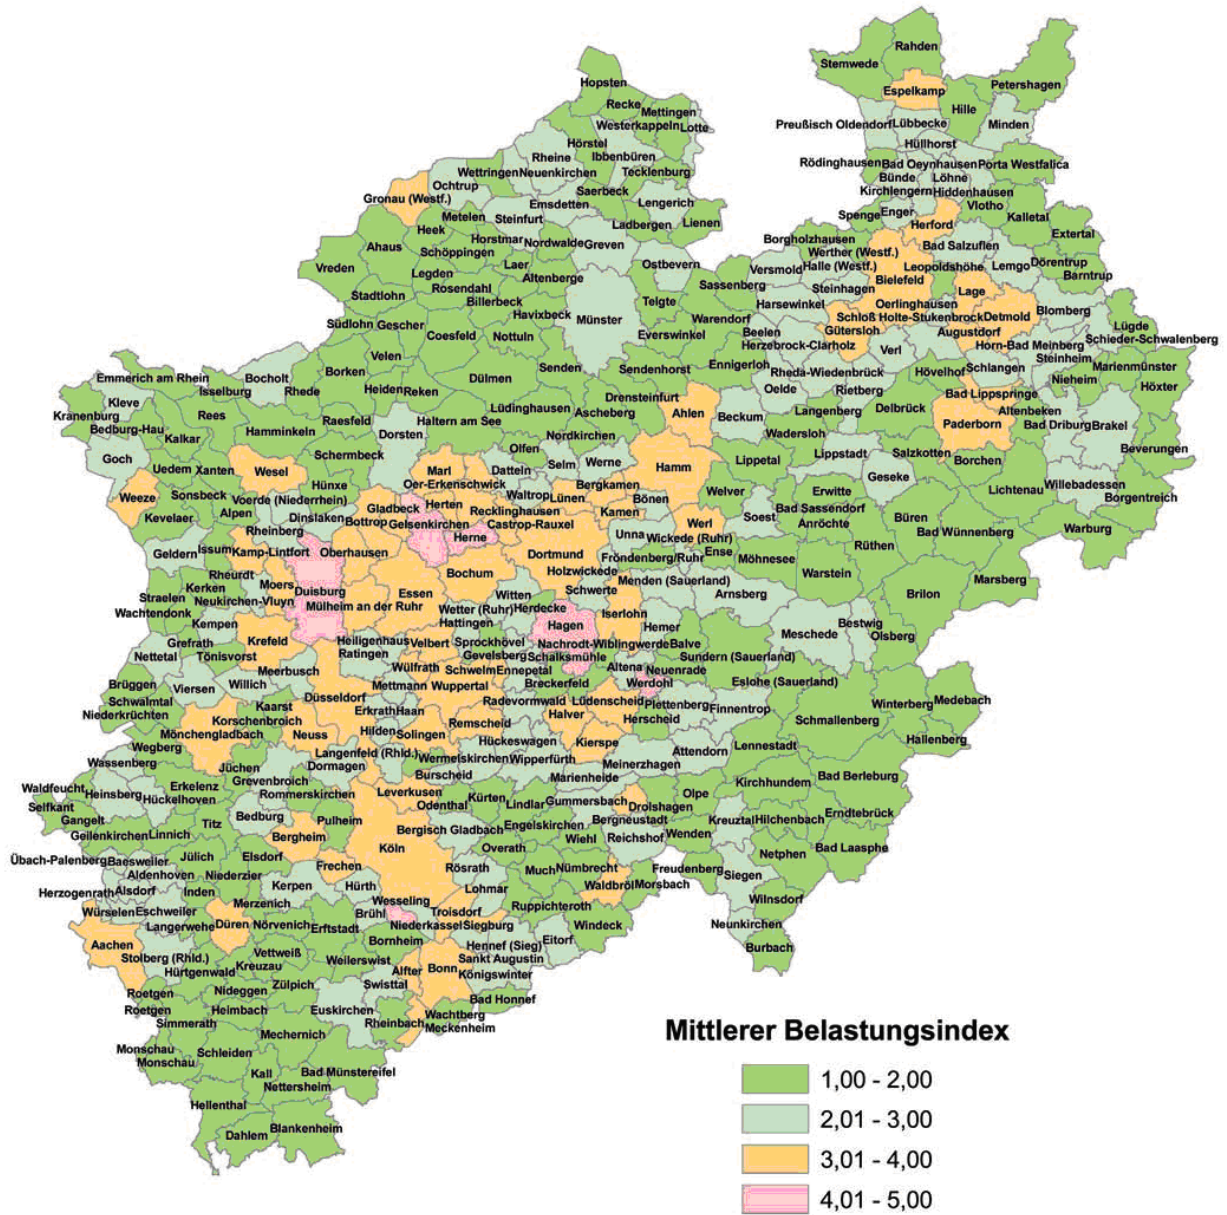 Rahden
Stemwede
Hopsten
Petershagen
Espelkamp
Recke
Mettingen
Hille
Westerkappeln
Lotte
Preußisch Oldendorf
Lübbecke
Minden
Hörstel
Hüllhorst
Rheine
Ibbenbüren
Rödinghausen
Bad Oeynhausen
Porta Westfalica
Wettringen
Neuenkirchen
Tecklenburg
Bünde
Löhne
Ochtrup
Saerbeck
Kirchlengern
Hiddenhausen
Gronau (Westf.)
Emsdetten
Lengerich
Vlotho
Metelen
Steinfurt
Spenge
Enger
Kalletal
Heek
Ladbergen
Lienen
Herford
Extertal
Ahaus
Horstmar
Nordwalde
Greven
Borgholzhausen
Bad Salzuflen
Schöppingen
Werther (Westf.)
Vreden
Legden
Laer
Ostbevern
Versmold
Halle (Westf.)
Leopoldshöhe
Lemgo
Dörentrup
Altenberge
Barntrup
Stadtlohn
Rosendahl
Sassenberg
Steinhagen
Bielefeld
Lage
Billerbeck
Telgte
Harsewinkel
Oerlinghausen
Blomberg
Südlohn
Gescher
Havixbeck
Münster
Warendorf
Schloß Holte-Stukenbrock
Detmold
Lügde
Coesfeld
Nottuln
Everswinkel
Beelen
Gütersloh
Augustdorf
Schieder-Schwalenberg
Herzebrock-Clarholz
Verl
Horn-Bad Meinberg
Velen
Steinheim
Emmerich am Rhein
Bocholt
Borken
Senden
Sendenhorst
Ennigerloh
Rheda-Wiedenbrück
Hövelhof
Schlangen
Marienmünster
Isselburg
Rhede
Heiden
Reken
Dülmen
Oelde
Rietberg
Nieheim
Höxter
Kleve
Drensteinfurt
Bad Lippspringe
Kranenburg
Rees
Raesfeld
Haltern am See
Lüdinghausen
Ascheberg
Ahlen
Beckum
Langenberg
Delbrück
Altenbeken
Bedburg-Hau
Kalkar
Hamminkeln
Dorsten
Nordkirchen
Wadersloh
Paderborn
Bad Driburg
Brakel
Goch
Schermbeck
Olfen
Lippetal
Lippstadt
Salzkotten
Borchen
Beverungen
Uedem
Xanten
Wesel
Marl
Datteln
Selm
Werne
Hamm
Geseke
Weeze
Sonsbeck
Hünxe
Oer-Erkenschwick
Bergkamen
Welver
Erwitte
Lichtenau
Willebadessen
Voerde (Niederrhein)
Waltrop
Lünen
Bönen
Borgentreich
Kevelaer
Alpen
Dinslaken
Gladbeck
Herten
Recklinghausen
Kamen
Soest
Bad Sassendorf
Büren
Rheinberg
Bottrop
Gelsenkirchen
Castrop-Rauxel
Werl
Anröchte
Bad Wünnenberg
Warburg
Geldern
Issum
Kamp-Lintfort
Oberhausen
Herne
Unna
Wickede (Ruhr)
Rüthen
Dortmund
Fröndenberg/Ruhr
Ense
Möhnesee
Rheurdt
Bochum
Holzwickede
Warstein
Marsberg
Kerken
Moers
Duisburg
Essen
Witten
Schwerte
Menden (Sauerland)
Arnsberg
Brilon
Straelen
Neukirchen-Vluyn
Mülheim an der Ruhr
Wetter (Ruhr)
Herdecke
Wachtendonk
Kempen
Hattingen
Hagen
Iserlohn
Hemer
Bestwig
Grefrath
Krefeld
Heiligenhaus
Velbert
Sprockhövel
Nachrodt-Wiblingwerde
Balve
Meschede
Olsberg
Nettetal
Tönisvorst
Ratingen
Gevelsberg
Schalksmühle
Sundern (Sauerland)
Meerbusch
Wülfrath
Schwelm
Ennepetal
Altena
Neuenrade
Brüggen
Viersen
Willich
Mettmann
Wuppertal
Breckerfeld
Werdohl
Eslohe (Sauerland)
Schwalmtal
Kaarst
Düsseldorf
Radevormwald
Lüdenscheid
Plettenberg
Finnentrop
Winterberg
Medebach
Niederkrüchten
Korschenbroich
Erkrath
Haan
Remscheid
Halver
Herscheid
Schmallenberg
Mönchengladbach
Neuss
Hilden
Solingen
Hückeswagen
Kierspe
Hallenberg
Wegberg
Langenfeld (Rhld.)
Wermelskirchen
Wipperfürth
Attendorn
Lennestadt
Wassenberg
Jüchen
Dormagen
Burscheid
Marienheide
Meinerzhagen
Waldfeucht
Heinsberg
Erkelenz
Grevenbroich
Leverkusen
Kürten
Lindlar
Gummersbach
Olpe
Kirchhundem
Bad Berleburg
Selfkant
Hückelhoven
Rommerskirchen
Odenthal
Drolshagen
Gangelt
Titz
Bedburg
Pulheim
Bergisch Gladbach
Engelskirchen
Bergneustadt
Kreuztal
Hilchenbach
Erndtebrück
Geilenkirchen
Linnich
Bergheim
Köln
Overath
Wiehl
Reichshof
Wenden
Bad Laasphe
Übach-Palenberg
Baesweiler
Jülich
Elsdorf
Frechen
Rösrath
Much
Nümbrecht
Freudenberg
Netphen
Aldenhoven
Niederzier
Siegen
Herzogenrath
Alsdorf
Inden
Kerpen
Hürth
Lohmar
Waldbröl
Morsbach
Wilnsdorf
Würselen
Eschweiler
Merzenich
Wesseling
Ruppichteroth
Langerwehe
Düren
Nörvenich
Erftstadt
Brühl
Troisdorf
Windeck
Neunkirchen
Niederkassel
Siegburg
Aachen
Bornheim
Hennef (Sieg)
Eitorf
Burbach
Stolberg (Rhld.)
Vettweiß
Weilerswist
Sankt Augustin
Hürtgenwald
Kreuzau
Alfter
Bonn
Königswinter
Roetgen
Nideggen
Zülpich
Swisttal
Bad Honnef
Roetgen
Heimbach
Euskirchen
Rheinbach
Wachtberg
Simmerath
Meckenheim
Mechernich
Monschau
Schleiden
Monschau
Kall
Bad Münstereifel
Nettersheim
Hellenthal
Dahlem
Blankenheim
Mittlerer Belastungsindex
1,00 - 2,00
2,01 - 3,00
3,01 - 4,00
4,01 - 5,00